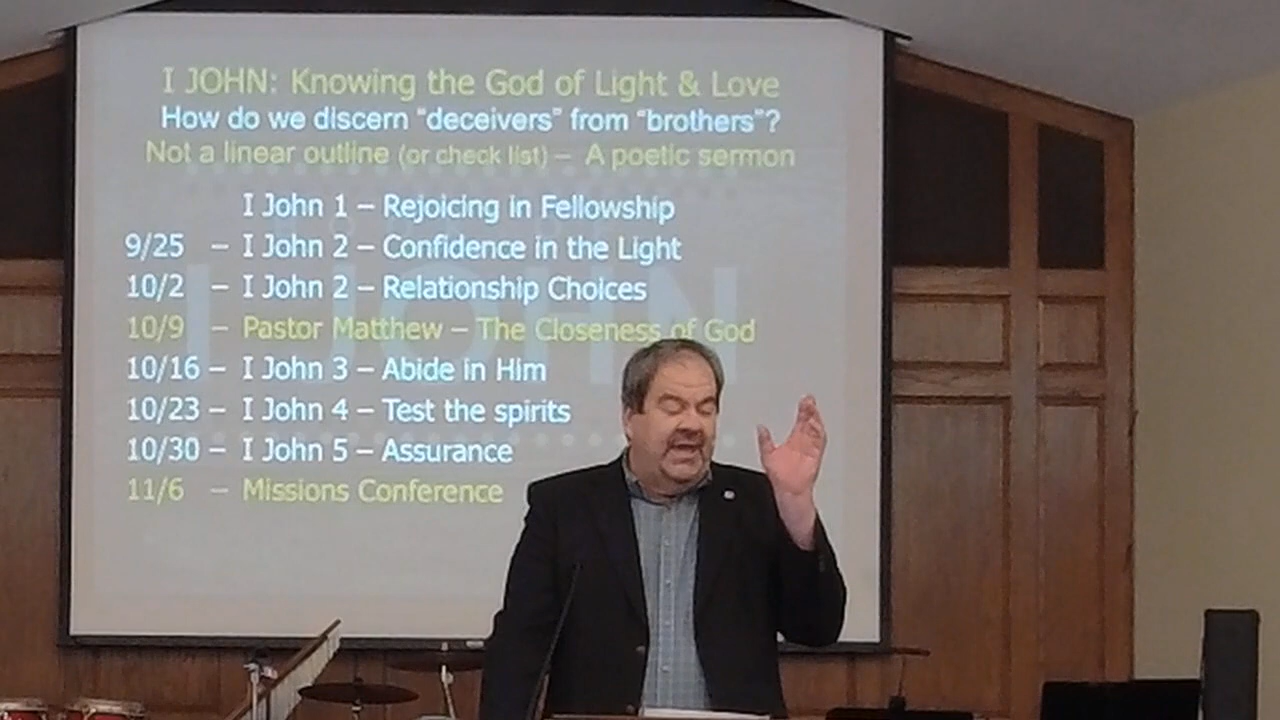 I JOHN: Knowing the God of Light & Love
How do we discern "deceivers" from "brothers"?
Not a linear outline (or check list) – A poetic sermon
I John 1 – Rejoicing in Fellowship
9/25 – I John 2 – Confidence in the Light
10/2 – I John 2 – Relationship Choices
10/9 – Pastor Matthew – The Closeness of God
10/16 – I John 3 – Abide in Him
10/23 – I John 4 – Test the spirits
10/30 – I John 5 – Assurance
11/6 – Missions Conference
I JOHN